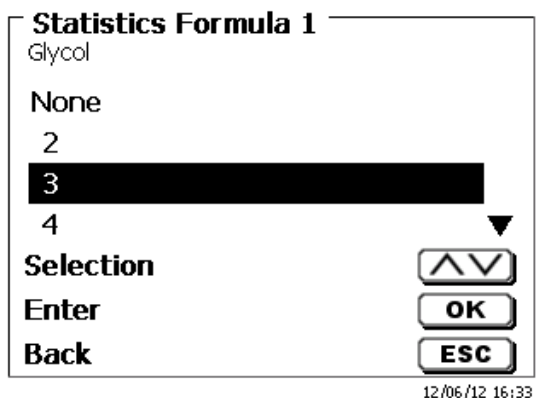 Statistics Formula 1
Glycol
None
2
3
4
Selection
Enter OK
Back ESC
12/06/12 16:33